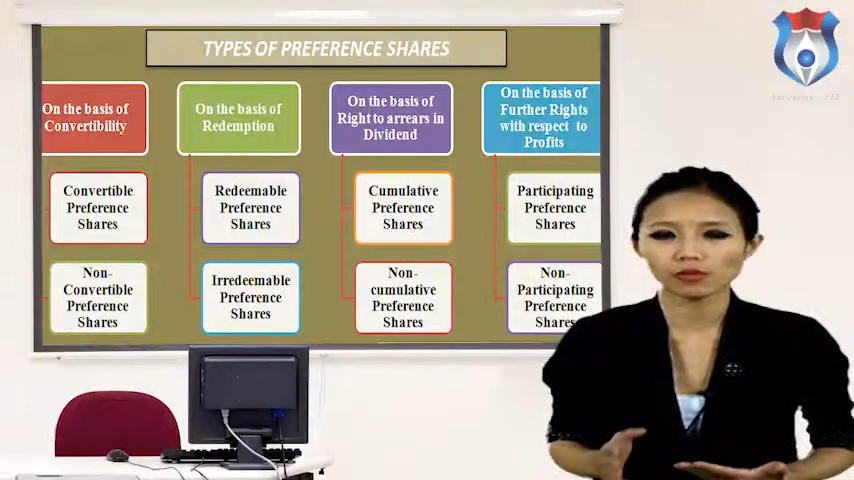 TYPES OF PREFERENCE SHARES
On the basis of
Convertibility
Convertible
Preference
Shares
Non-
Convertible
Preference
Shares
On the basis of
Redemption
Redeemable
Preference
Shares
Irredeemable
Preference
Shares
On the basis of
Right to arrears in
Dividend
Cumulative
Preference
Shares
Non-
cumulative
Preference
Shares
On the basis of
Further Rights
with respect to
Profits
Participating
Preference
Shares
Non-
Participating
Preference
Shares